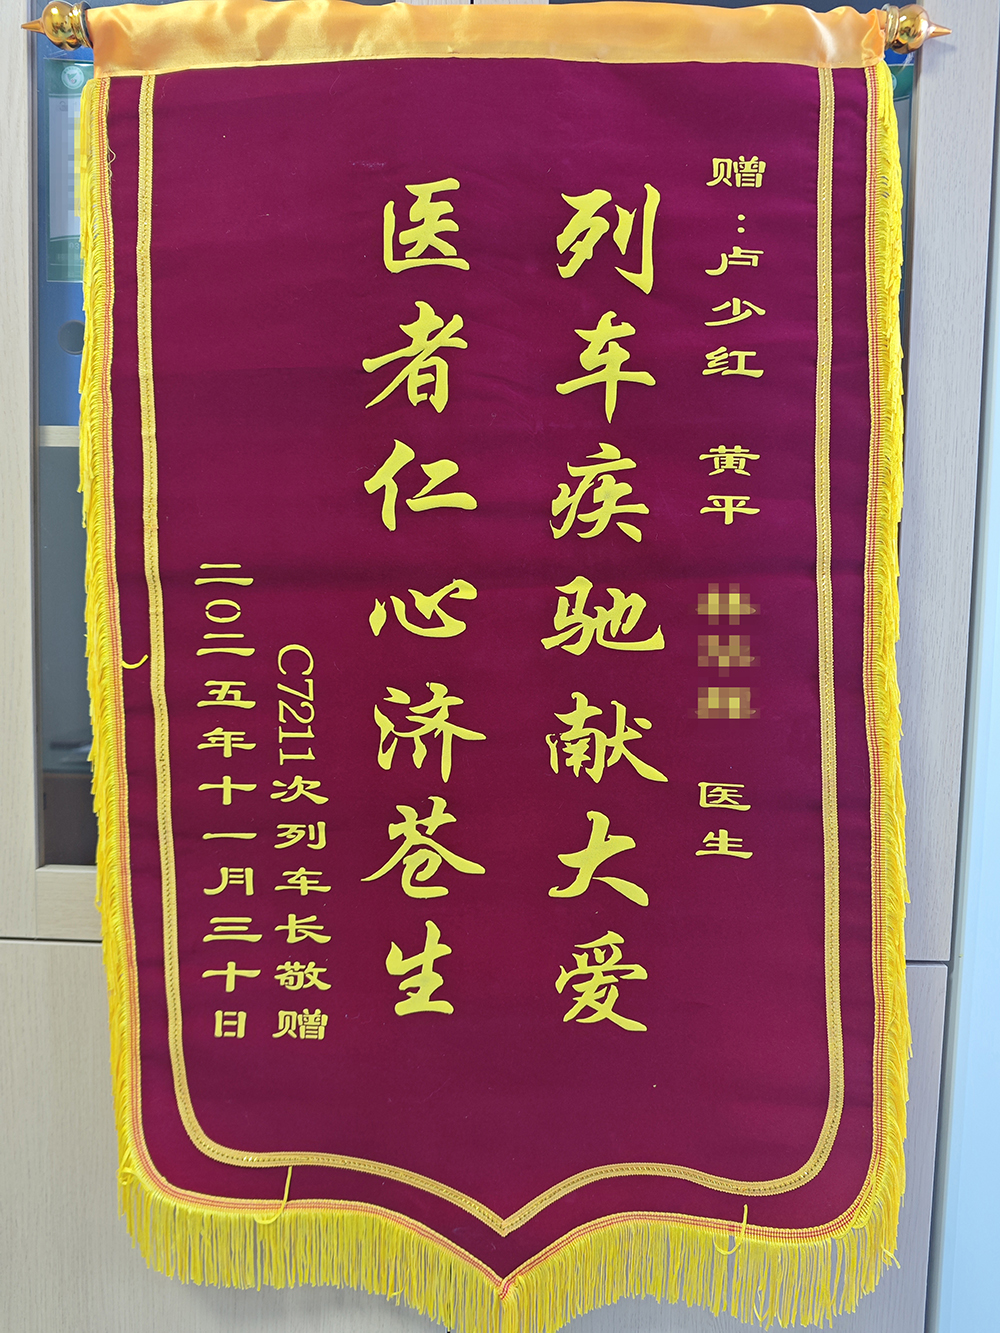 赠：卢少红 黄平 医生
列车疾驰献大爱
医者仁心济苍生
C7211次列车长敬赠
二〇二五年十一月三十日